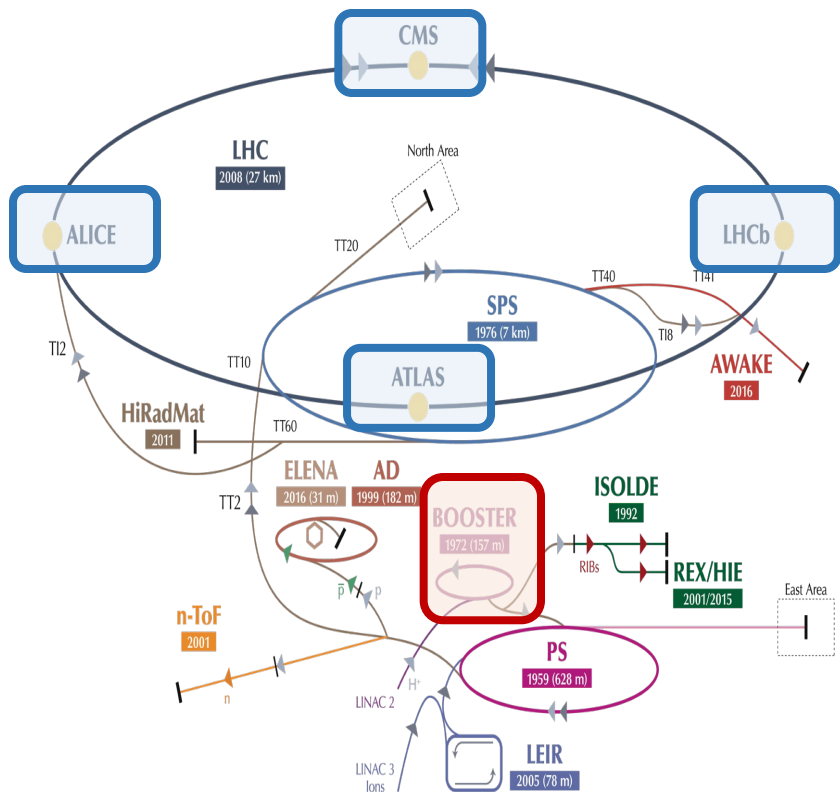 CMS
LHC
2008 (27 km)
North Area
ALICE
LHCb
TT20
TT40
TT41
SPS
1976 (7 km)
TI8
TI2
TT10
ATLAS
AWAKE
2016
HiRadMat
2011
TT60
ELENA
2016 (31 m)
AD
1999 (182 m)
TT2
BOOSTER
1972 (157 m)
ISOLDE
1992
RIBs
REX/HIE
2001/2015
p̅
p
East Area
n-ToF
2001
n
PS
1959 (628 m)
H⁺
LINAC 2
LINAC 3
Ions
LEIR
2005 (78 m)